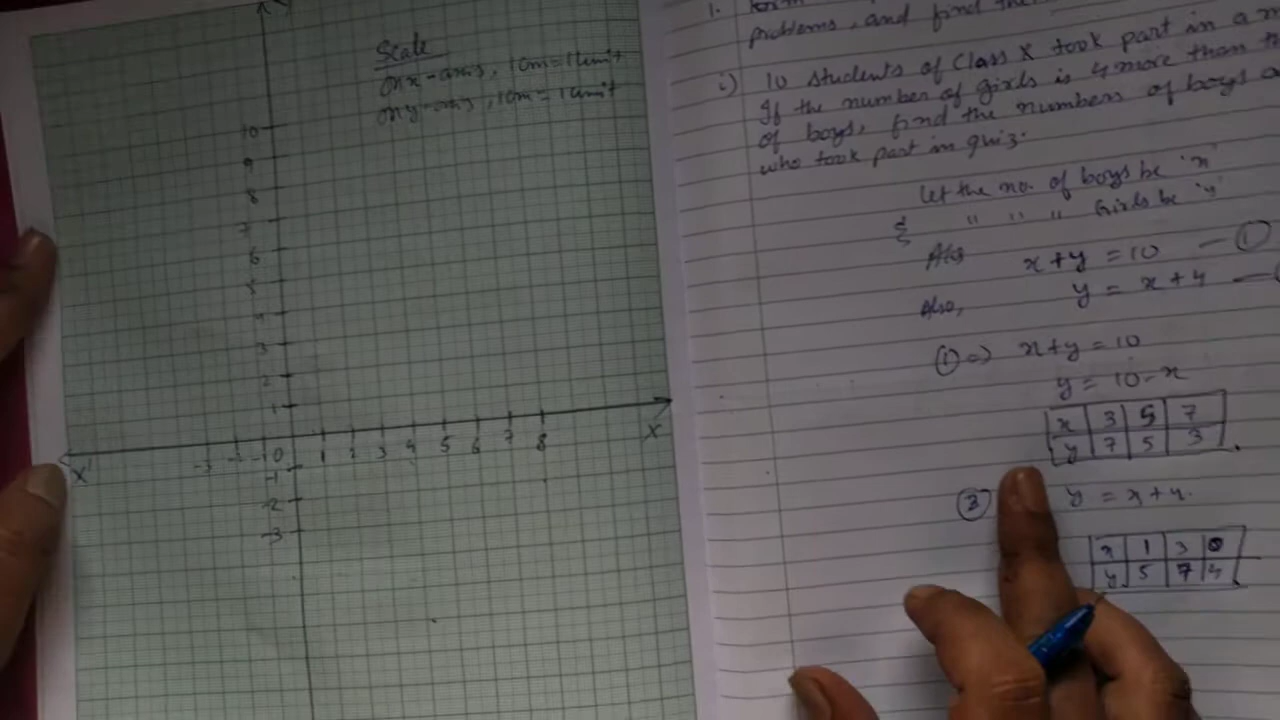 Scale
on x-axis, 1cm=1unit
on y-axis, 1cm=1unit
10
9
8
7
6
5
4
3
2
1
X' -3 -2 -1 0 1 2 3 4 5 6 7 8 X
-1
-2
-3
1.
problems, and find the
i) 10 students of Class X took part in a m
If the number of girls is 4 more than t
of boys, find the numbers of boys a
who took part in quiz.
Let the no. of boys be 'x'
& " " " Girls be 'y'
x+y = 10 — ①
Also, y = x+4 —
① ⇒ x+y = 10
y = 10-x
x 3 5 7
y 7 5 3
② y = x+4.
x 1 3 0
y 5 7 4